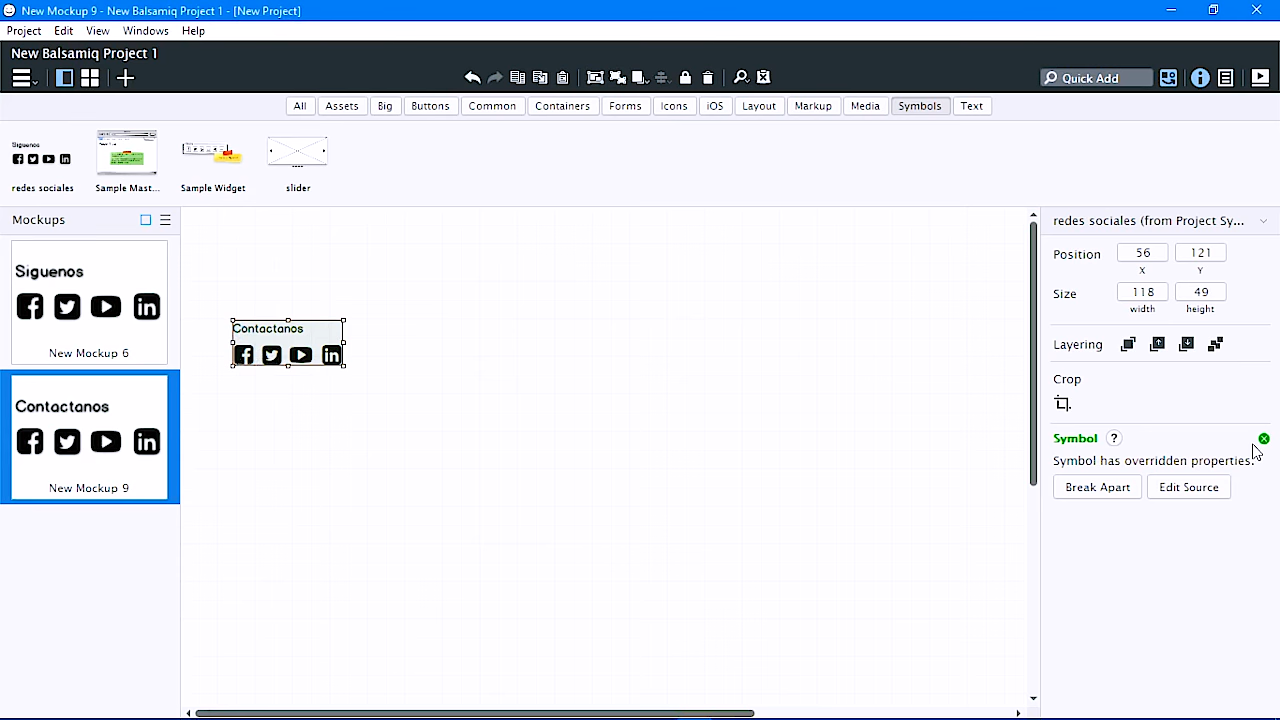 New Mockup 9 - New Balsamiq Project 1 - [New Project]
Project Edit View Windows Help
New Balsamiq Project 1
Quick Add
All Assets Big Buttons Common Containers Forms Icons iOS Layout Markup Media Symbols Text
Siguenos
redes sociales Sample Mast... Sample Widget slider
Mockups
Siguenos
New Mockup 6
Contactanos
New Mockup 9
Contactanos
redes sociales (from Project Sy...
Position 56 121
X Y
Size 118 49
width height
Layering
Crop
Symbol ?
Symbol has overridden properties.
Break Apart Edit Source